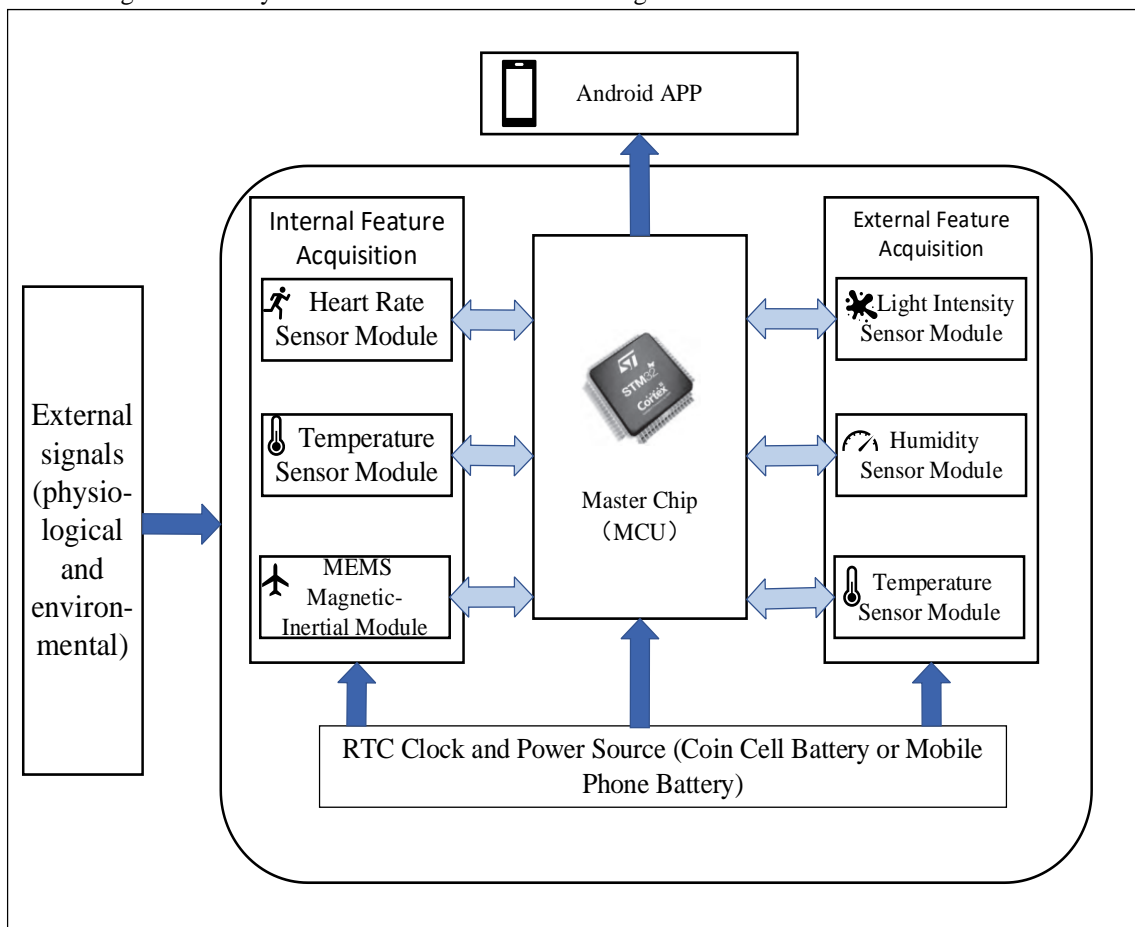 Android APP
Internal Feature
Acquisition
Heart Rate
Sensor Module
Temperature
Sensor Module
MEMS
Magnetic-
Inertial Module
STM32
Cortex
Master Chip
（MCU）
External Feature
Acquisition
Light Intensity
Sensor Module
Humidity
Sensor Module
Temperature
Sensor Module
External
signals
(physio-
logical
and
environ-
mental)
RTC Clock and Power Source (Coin Cell Battery or Mobile
Phone Battery)